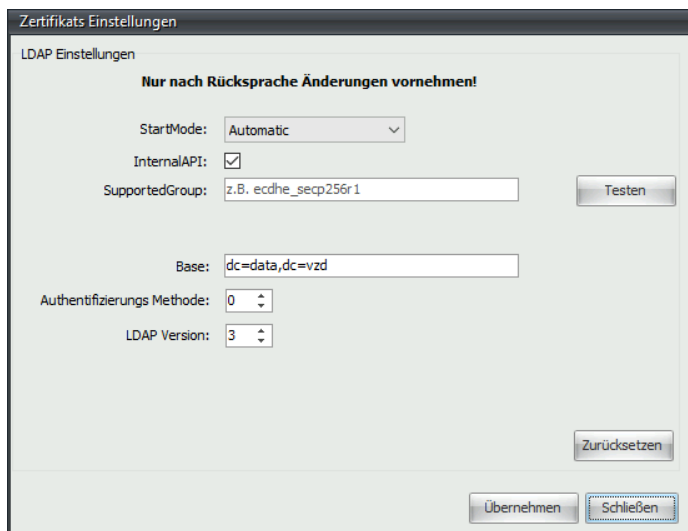 Zertifikats Einstellungen
LDAP Einstellungen
Nur nach Rücksprache Änderungen vornehmen!
StartMode: Automatic
InternalAPI:
SupportedGroup: z.B. ecdhe_secp256r1 Testen
Base: dc=data,dc=vzd
Authentifizierungs Methode: 0
LDAP Version: 3
Zurücksetzen
Übernehmen Schließen